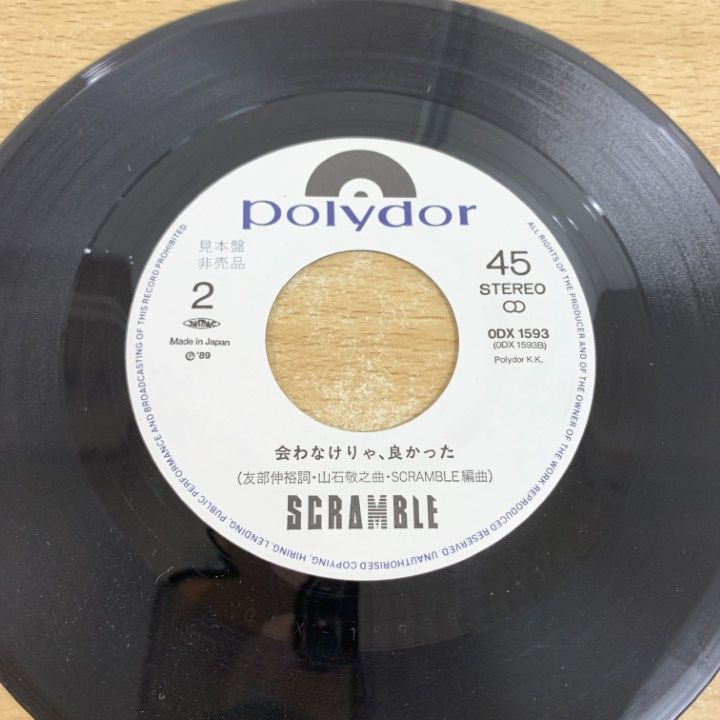 polydor
見本盤
非売品
2
JASRAC
Made in Japan
Ⓟ'89
45
STEREO
ODX 1593
(ODX 1593B)
Polydor K.K.
会わなけりゃ、良かった
(友部伸裕詞・山石敬之曲・SCRAMBLE編曲)
SCRAMBLE
ALL RIGHTS OF THE PRODUCER AND OF THE OWNER OF THE WORK REPRODUCED RESERVED. UNAUTHORISED COPYING, HIRING, LENDING, PUBLIC PERFORMANCE AND BROADCASTING OF THIS RECORD PROHIBITED